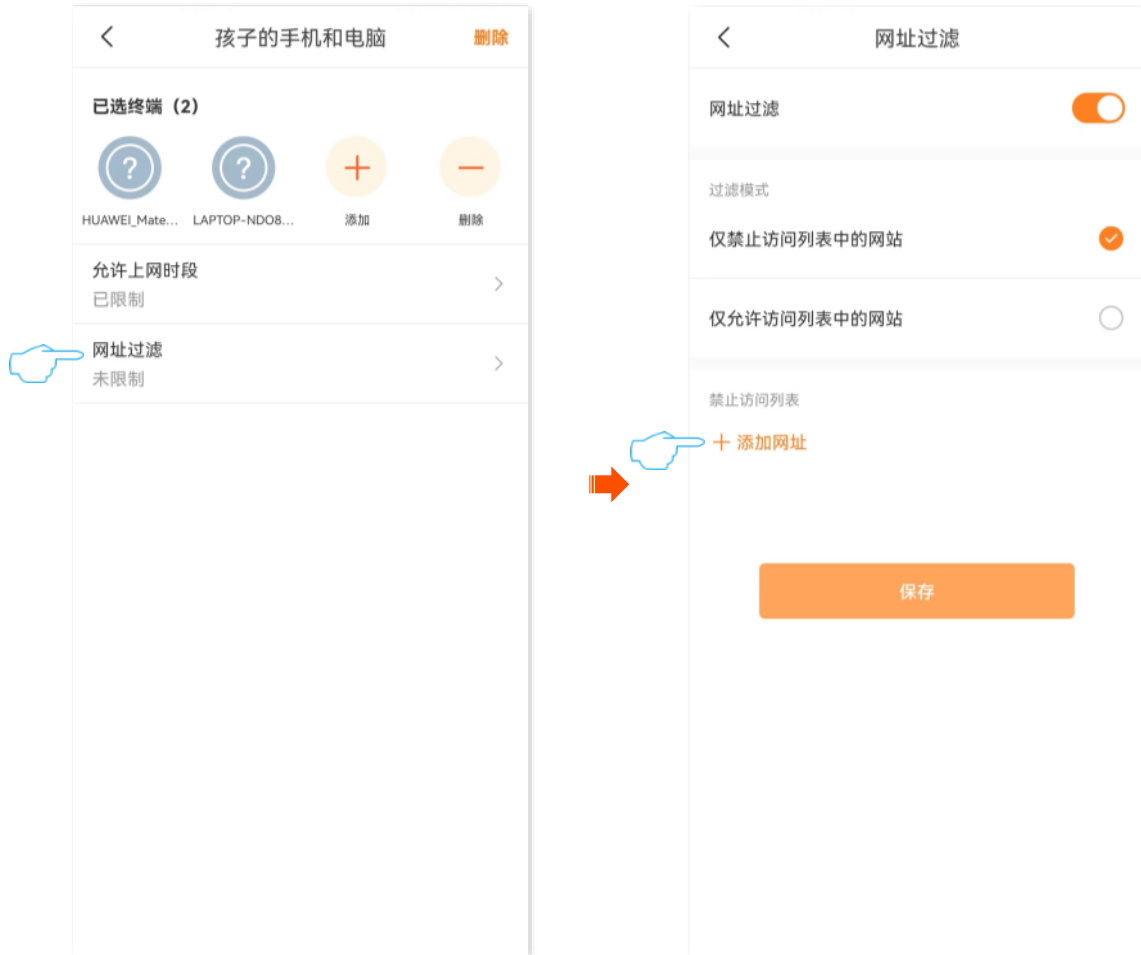 孩子的手机和电脑
删除
已选终端（2）
HUAWEI_Mate...
LAPTOP-NDO8...
添加
删除
允许上网时段
已限制
网址过滤
未限制
网址过滤
网址过滤
过滤模式
仅禁止访问列表中的网站
仅允许访问列表中的网站
禁止访问列表
添加网址
保存